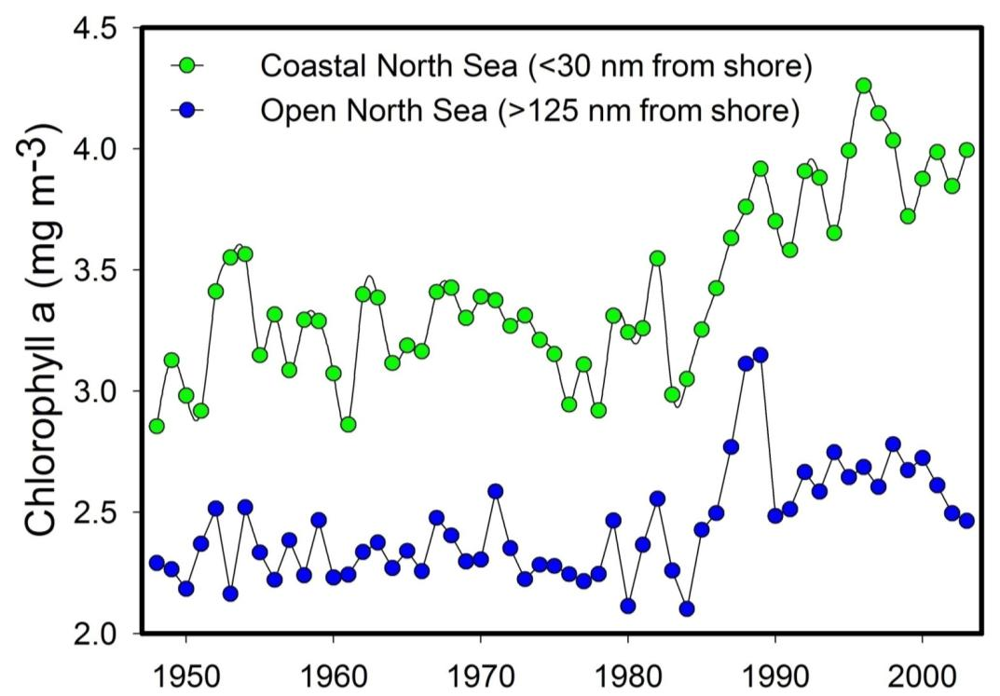 4.5
Coastal North Sea (<30 nm from shore)
Open North Sea (>125 nm from shore)
4.0
3.5
3.0
2.5
2.0
Chlorophyll a (mg m-3)
1950 1960 1970 1980 1990 2000